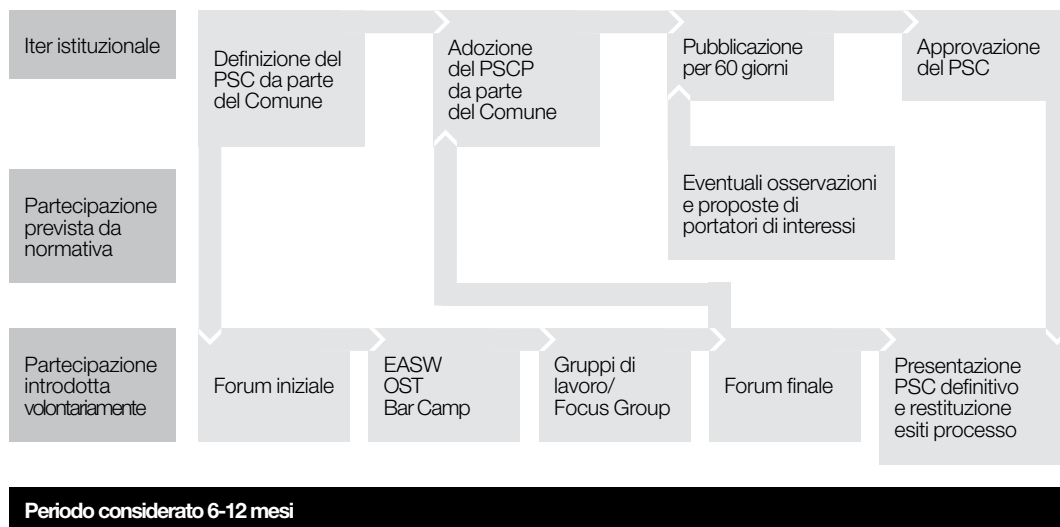 Iter istituzionale
Definizione del
PSC da parte
del Comune
Adozione
del PSCP
da parte
del Comune
Pubblicazione
per 60 giorni
Approvazione
del PSC
Partecipazione
prevista da
normativa
Eventuali osservazioni
e proposte di
portatori di interessi
Partecipazione
introdotta
volontariamente
Forum iniziale
EASW
OST
Bar Camp
Gruppi di
lavoro/
Focus Group
Forum finale
Presentazione
PSC definitivo
e restituzione
esiti processo
Periodo considerato 6-12 mesi